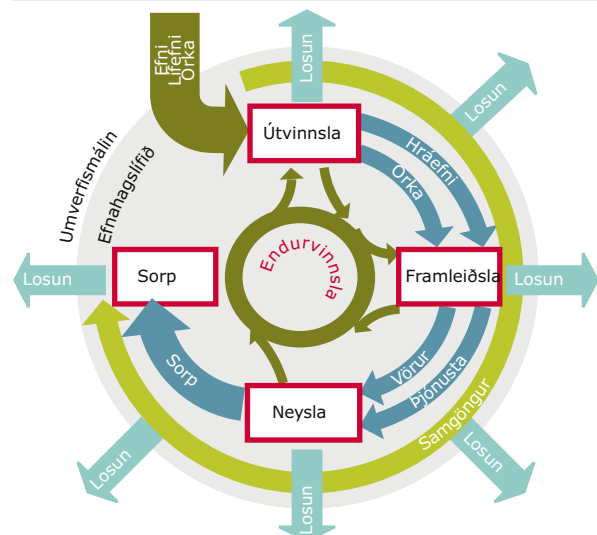 Efni
Lífefni
Orka
Losun
Losun
Umverfismálin
Efnahagslífið
Útvinnsla
Hráefni
Orka
Endurvinnsla
Losun
Sorp
Framleiðsla
Losun
Sorp
Neysla
Vörur
Þjónusta
Samgöngur
Losun
Losun
Losun